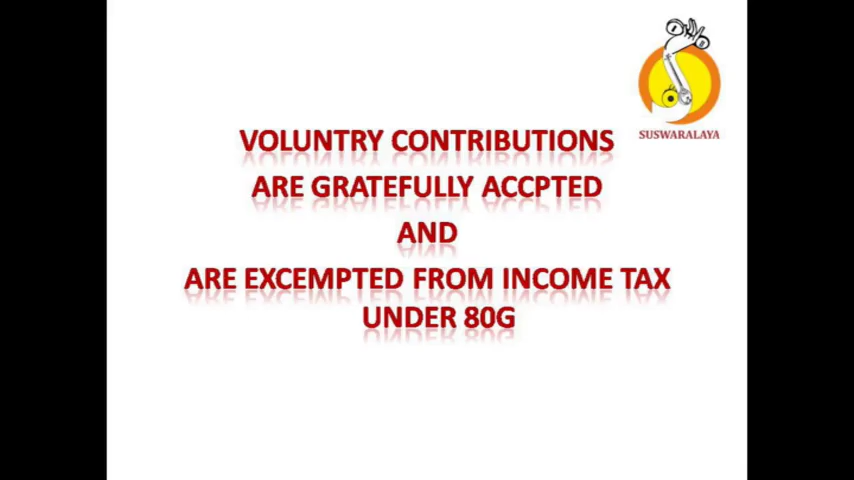 SUSWARALAYA
VOLUNTRY CONTRIBUTIONS
ARE GRATEFULLY ACCPTED
AND
ARE EXCEMPTED FROM INCOME TAX
UNDER 80G